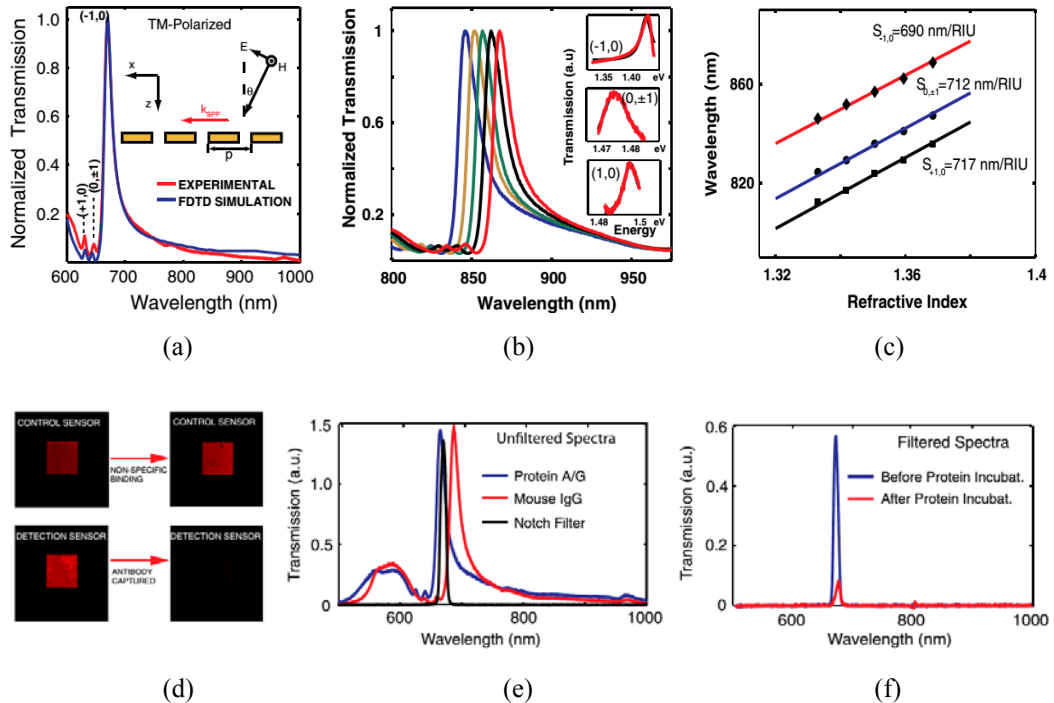 (-1,0)
TM-Polarized
E
H
θ
x
z
k_SPP
p
(+1,0)
(0,±1)
EXPERIMENTAL
FDTD SIMULATION
1.0
0.8
0.6
0.4
0.2
600 700 800 900 1000
Normalized Transmission
Wavelength (nm)
(a)
1
0.6
0.2
800 850 900 950
Normalized Transmission
Wavelength (nm)
Transmission (a.u)
(-1,0)
1.35 1.40 eV
(0,±1)
1.47 1.48 eV
(1,0)
1.48 1.5 eV
Energy
(b)
S-1,0=690 nm/RIU
S0,±1=712 nm/RIU
S+1,0=717 nm/RIU
860
820
1.32 1.36 1.4
Wavelength (nm)
Refractive Index
(c)
CONTROL SENSOR
NON-SPECIFIC
BINDING
CONTROL SENSOR
DETECTION SENSOR
ANTIBODY
CAPTURED
DETECTION SENSOR
(d)
Unfiltered Spectra
Protein A/G
Mouse IgG
Notch Filter
1.5
1.0
0.5
0
600 800 1000
Transmission (a.u.)
Wavelength (nm)
(e)
Filtered Spectra
Before Protein Incubat.
After Protein Incubat.
0.6
0.4
0.2
0
600 800 1000
Transmission (a.u.)
Wavelength (nm)
(f)